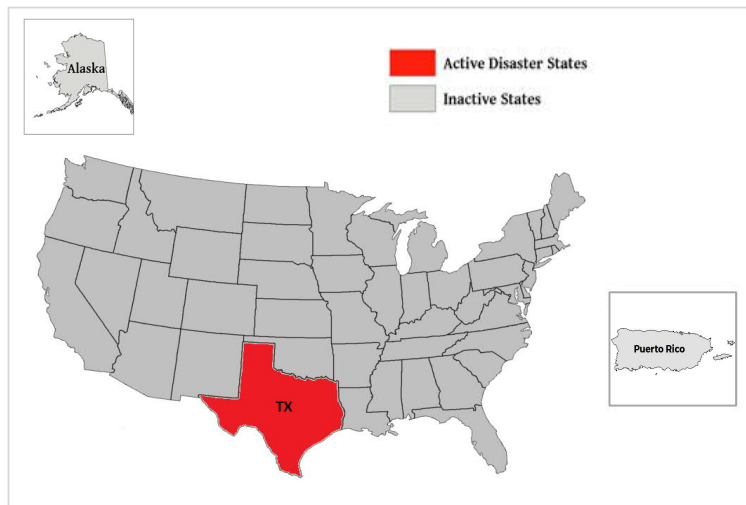 Alaska
Active Disaster States
Inactive States
Puerto Rico
TX